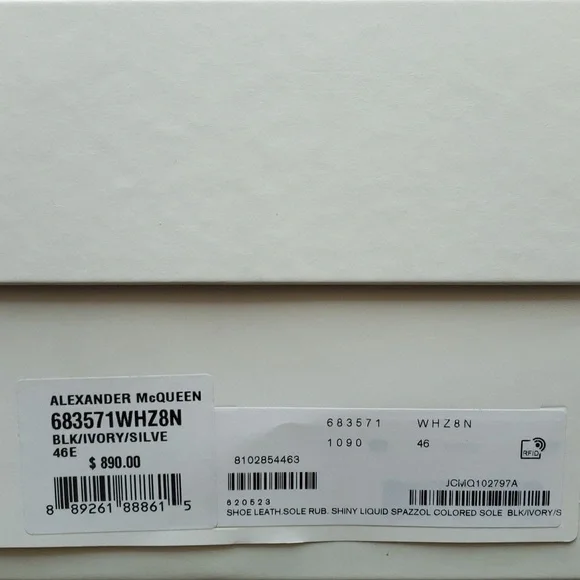 ALEXANDER McQUEEN
683571WHZ8N
BLK/IVORY/SILVE
46E
$ 890.00
8 89261 88861 5
683571 WHZ8N
1090 46
8102854463
RFID
JCMQ102797A
620523
SHOE LEATH.SOLE RUB. SHINY LIQUID SPAZZOL COLORED SOLE BLK/IVORY/S